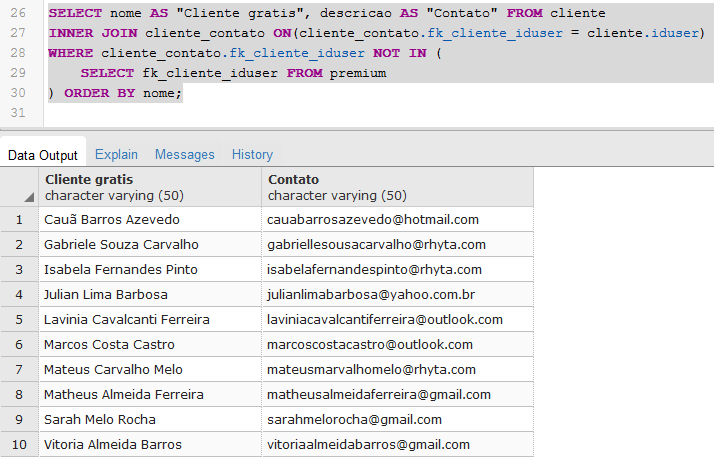 26 SELECT nome AS "Cliente gratis", descricao AS "Contato" FROM cliente
27 INNER JOIN cliente_contato ON(cliente_contato.fk_cliente_iduser = cliente.iduser)
28 WHERE cliente_contato.fk_cliente_iduser NOT IN (
29 SELECT fk_cliente_iduser FROM premium
30 ) ORDER BY nome;
31
Data Output Explain Messages History
Cliente gratis Contato
character varying (50) character varying (50)
1 Cauã Barros Azevedo cauabarrosazevedo@hotmail.com
2 Gabriele Souza Carvalho gabriellesousacarvalho@rhyta.com
3 Isabela Fernandes Pinto isabelafernandespinto@rhyta.com
4 Julian Lima Barbosa julianlimabarbosa@yahoo.com.br
5 Lavinia Cavalcanti Ferreira laviniacavalcantiferreira@outlook.com
6 Marcos Costa Castro marcoscostacastro@outlook.com
7 Mateus Carvalho Melo mateusmarvalhomelo@rhyta.com
8 Matheus Almeida Ferreira matheusalmeidaferreira@gmail.com
9 Sarah Melo Rocha sarahmelorocha@gmail.com
10 Vitoria Almeida Barros vitoriaalmeidabarros@gmail.com